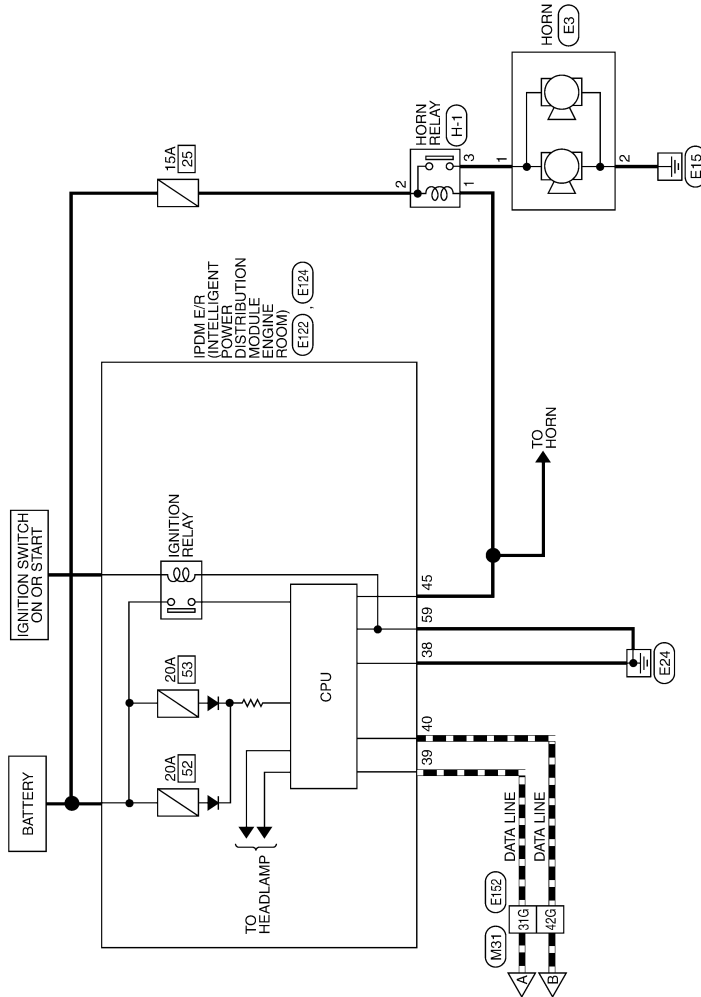 BATTERY
IGNITION SWITCH
ON OR START
20A
52
20A
53
IGNITION
RELAY
TO
HEADLAMP
CPU
IPDM E/R
(INTELLIGENT
POWER
DISTRIBUTION
MODULE
ENGINE
ROOM)
E122 , E124
15A
25
HORN
RELAY
H-1
2
1
3
HORN
E3
1
2
E15
39
40
38
59
45
TO
HORN
E24
DATA LINE
DATA LINE
M31
E152
31G
42G
A
B